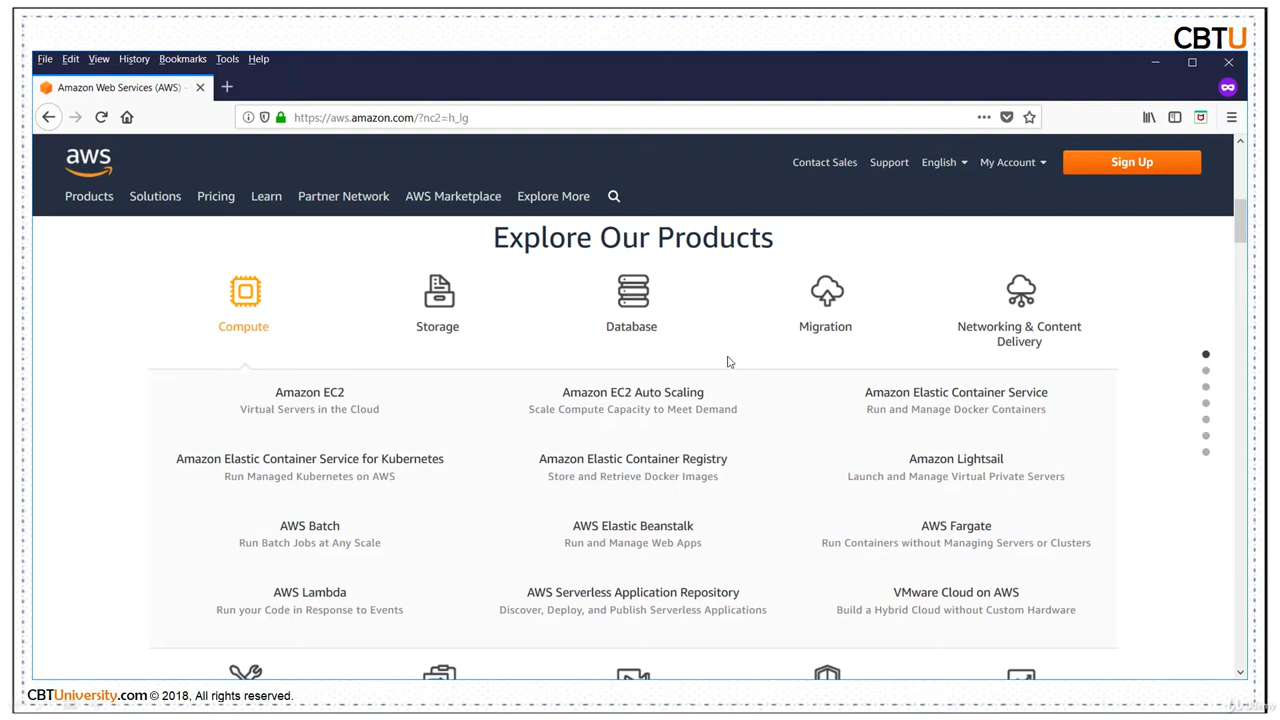 CBTU
File Edit View History Bookmarks Tools Help
Amazon Web Services (AWS) -
https://aws.amazon.com/?nc2=h_lg
aws
Contact Sales Support English My Account Sign Up
Products Solutions Pricing Learn Partner Network AWS Marketplace Explore More
Explore Our Products
Compute Storage Database Migration Networking & Content
Delivery
Amazon EC2 Amazon EC2 Auto Scaling Amazon Elastic Container Service
Virtual Servers in the Cloud Scale Compute Capacity to Meet Demand Run and Manage Docker Containers
Amazon Elastic Container Service for Kubernetes Amazon Elastic Container Registry Amazon Lightsail
Run Managed Kubernetes on AWS Store and Retrieve Docker Images Launch and Manage Virtual Private Servers
AWS Batch AWS Elastic Beanstalk AWS Fargate
Run Batch Jobs at Any Scale Run and Manage Web Apps Run Containers without Managing Servers or Clusters
AWS Lambda AWS Serverless Application Repository VMware Cloud on AWS
Run your Code in Response to Events Discover, Deploy, and Publish Serverless Applications Build a Hybrid Cloud without Custom Hardware
CBTUniversity.com © 2018, All rights reserved.